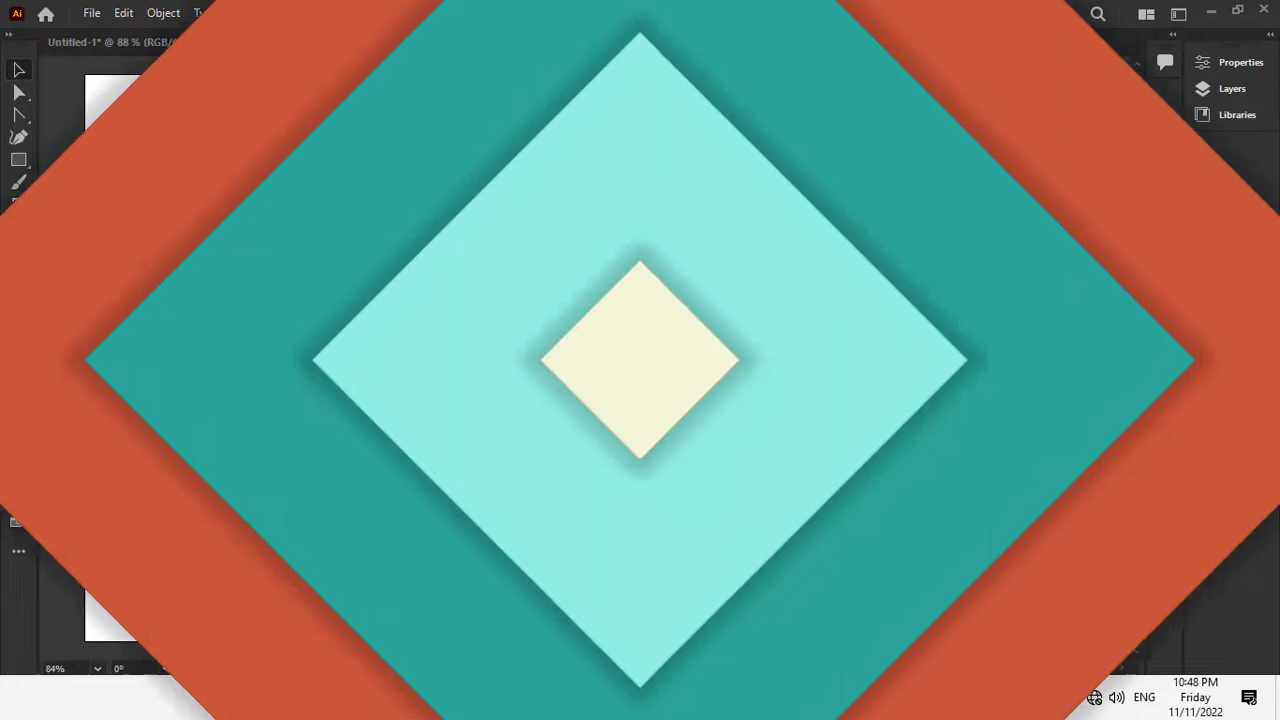 Ai
File Edit Object
Untitled-1* @ 88 % (RGB/
Properties
Layers
Libraries
84%
0°
ENG
10:48 PM
Friday
11/11/2022